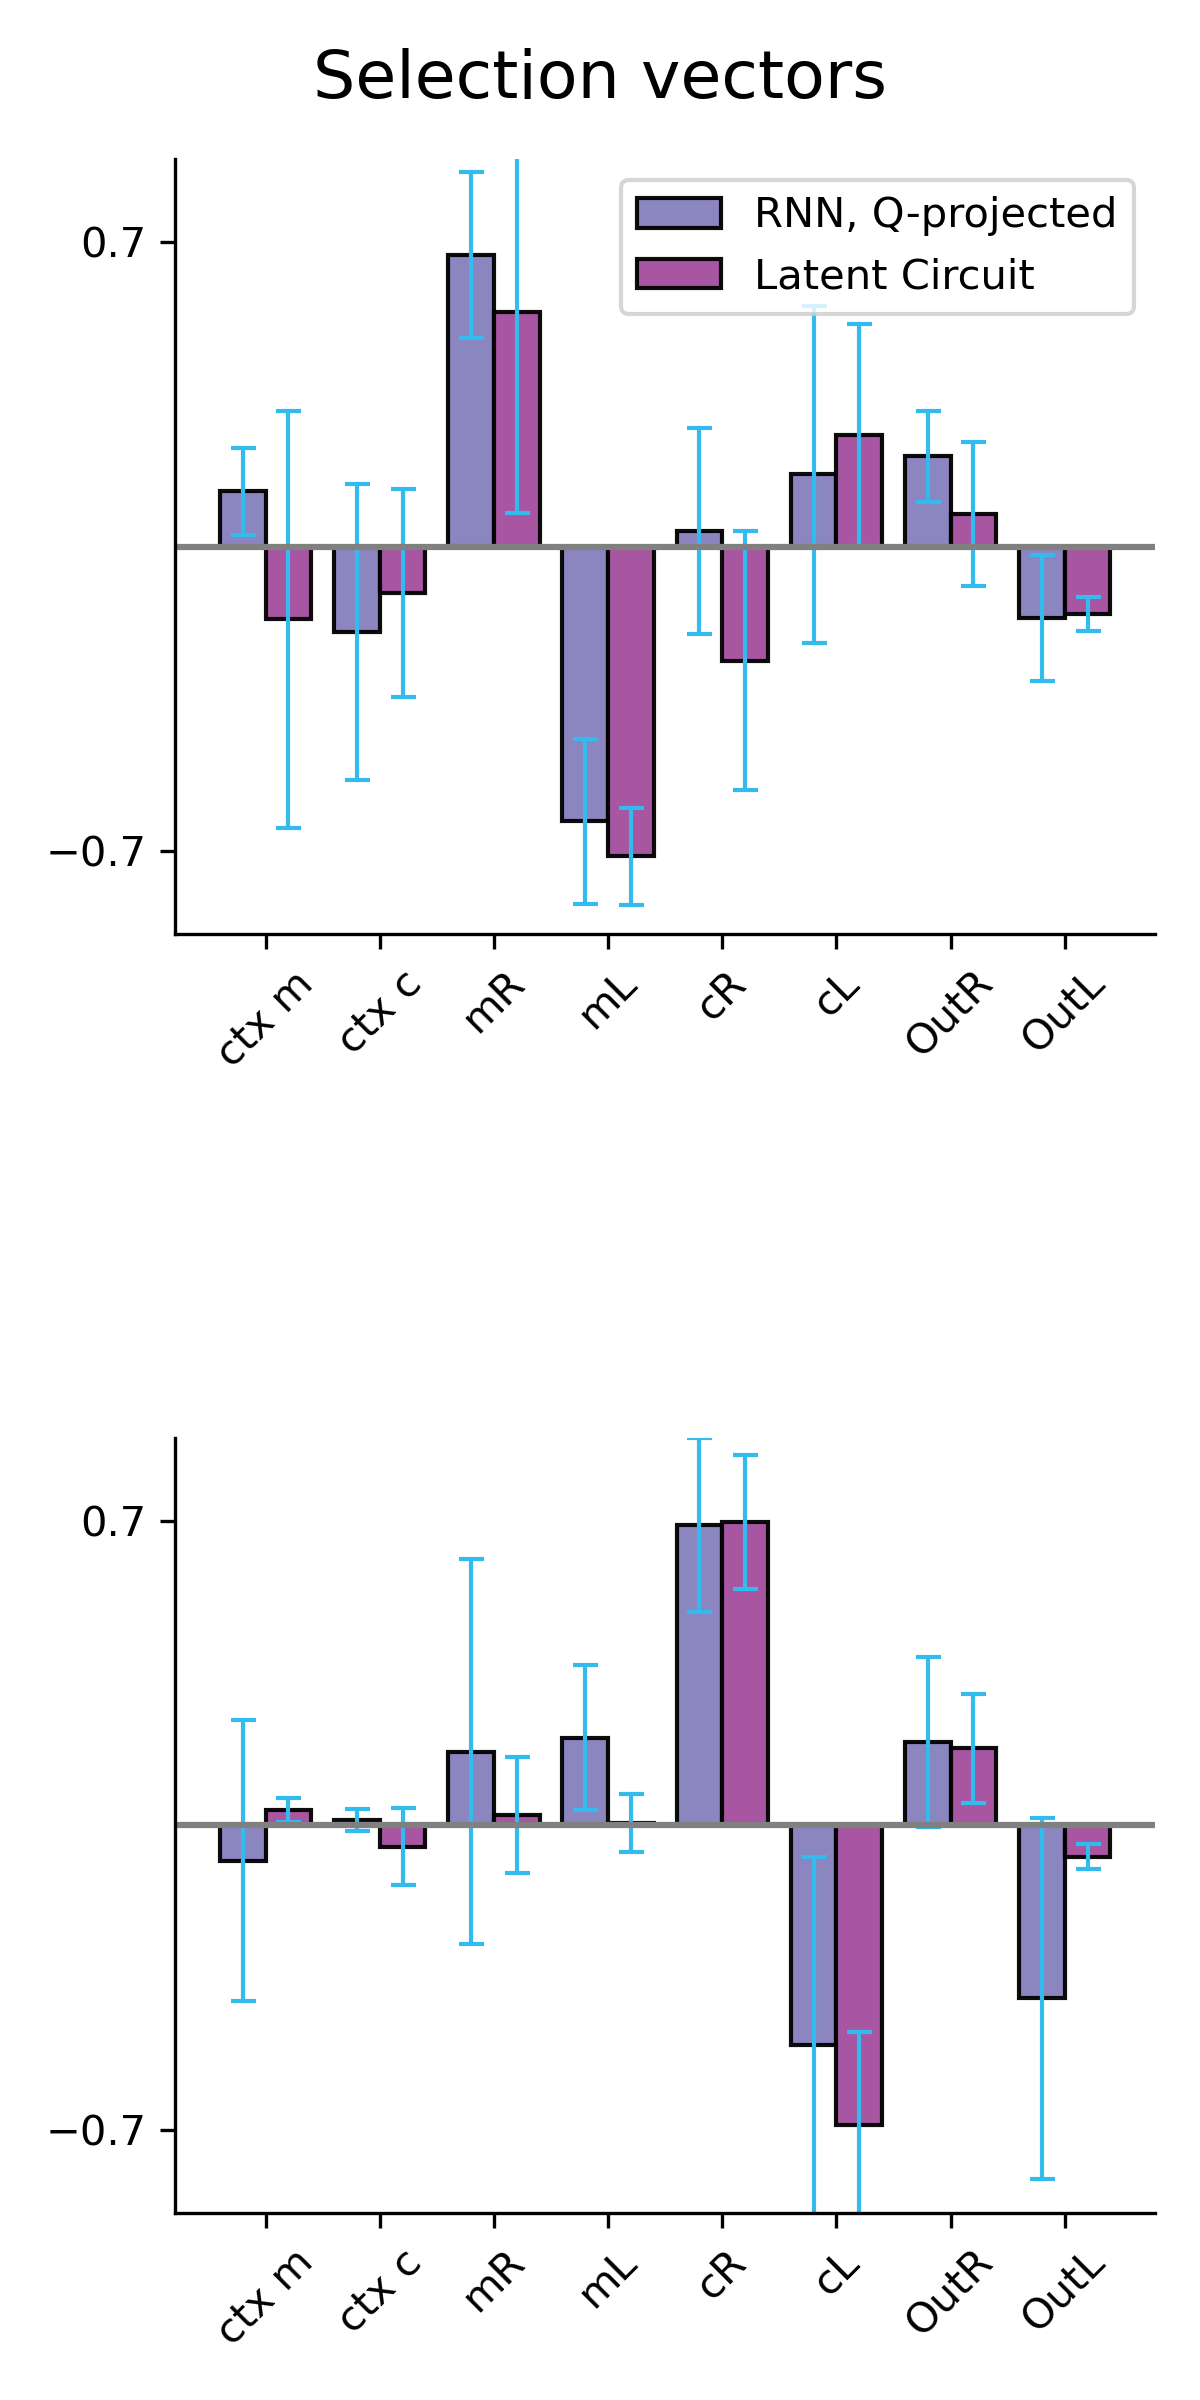 Selection vectors
RNN, Q-projected
Latent Circuit
0.7
−0.7
ctx m
ctx c
mR
mL
cR
cL
OutR
OutL
0.7
−0.7
ctx m
ctx c
mR
mL
cR
cL
OutR
OutL